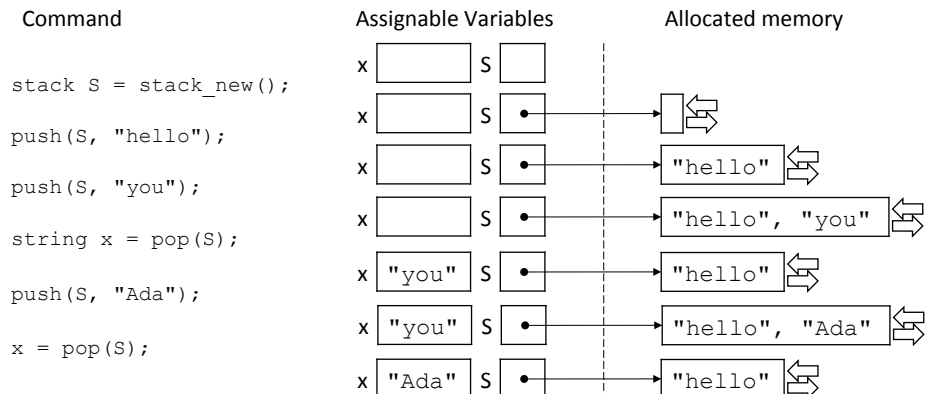 Command Assignable Variables Allocated memory
x S
stack S = stack_new();
x S
push(S, "hello");
x S "hello"
push(S, "you");
x S "hello", "you"
string x = pop(S);
x "you" S "hello"
push(S, "Ada");
x "you" S "hello", "Ada"
x = pop(S);
x "Ada" S "hello"